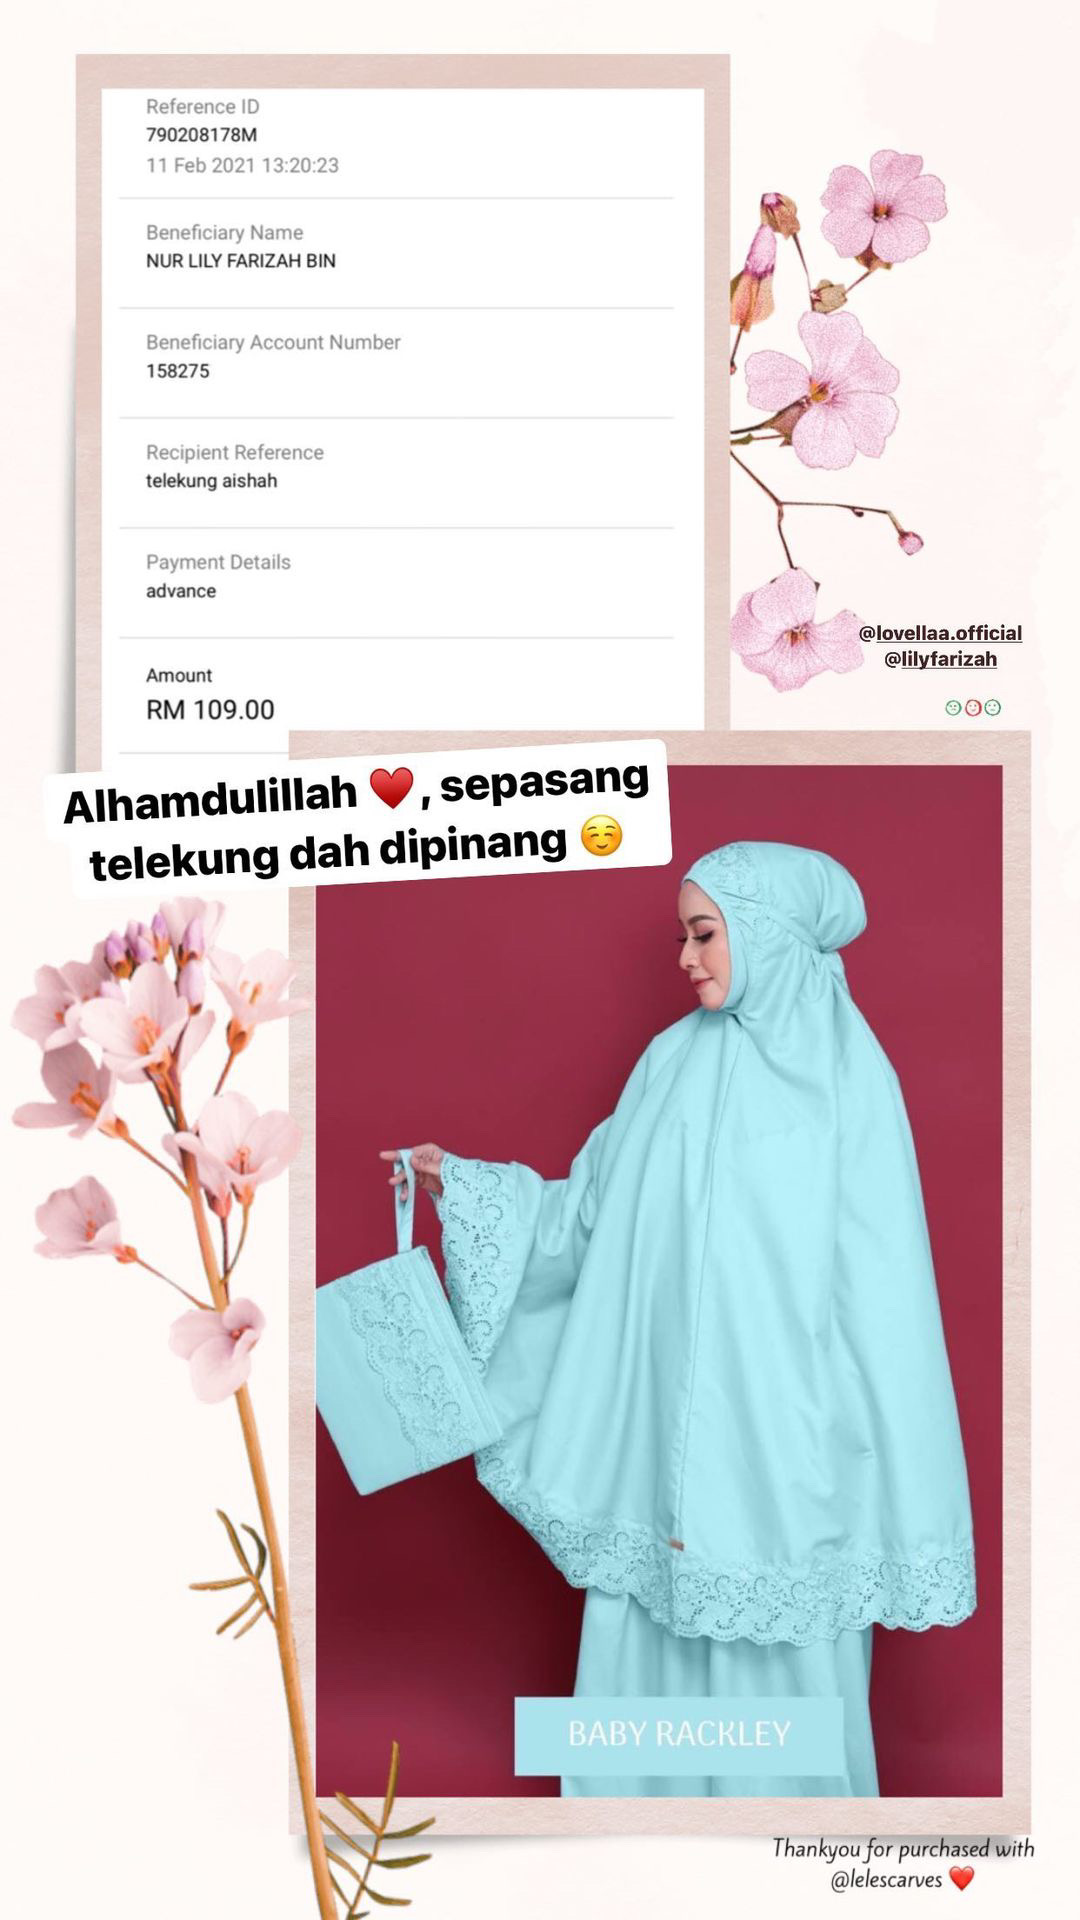 Reference ID
790208178M
11 Feb 2021 13:20:23
Beneficiary Name
NUR LILY FARIZAH BIN
Beneficiary Account Number
158275
Recipient Reference
telekung aishah
Payment Details
advance
Amount
RM 109.00
@lovellaa.official
@lilyfarizah
Alhamdulillah ♥️, sepasang
telekung dah dipinang ☺️
BABY RACKLEY
Thankyou for purchased with
@lelescarves ❤️